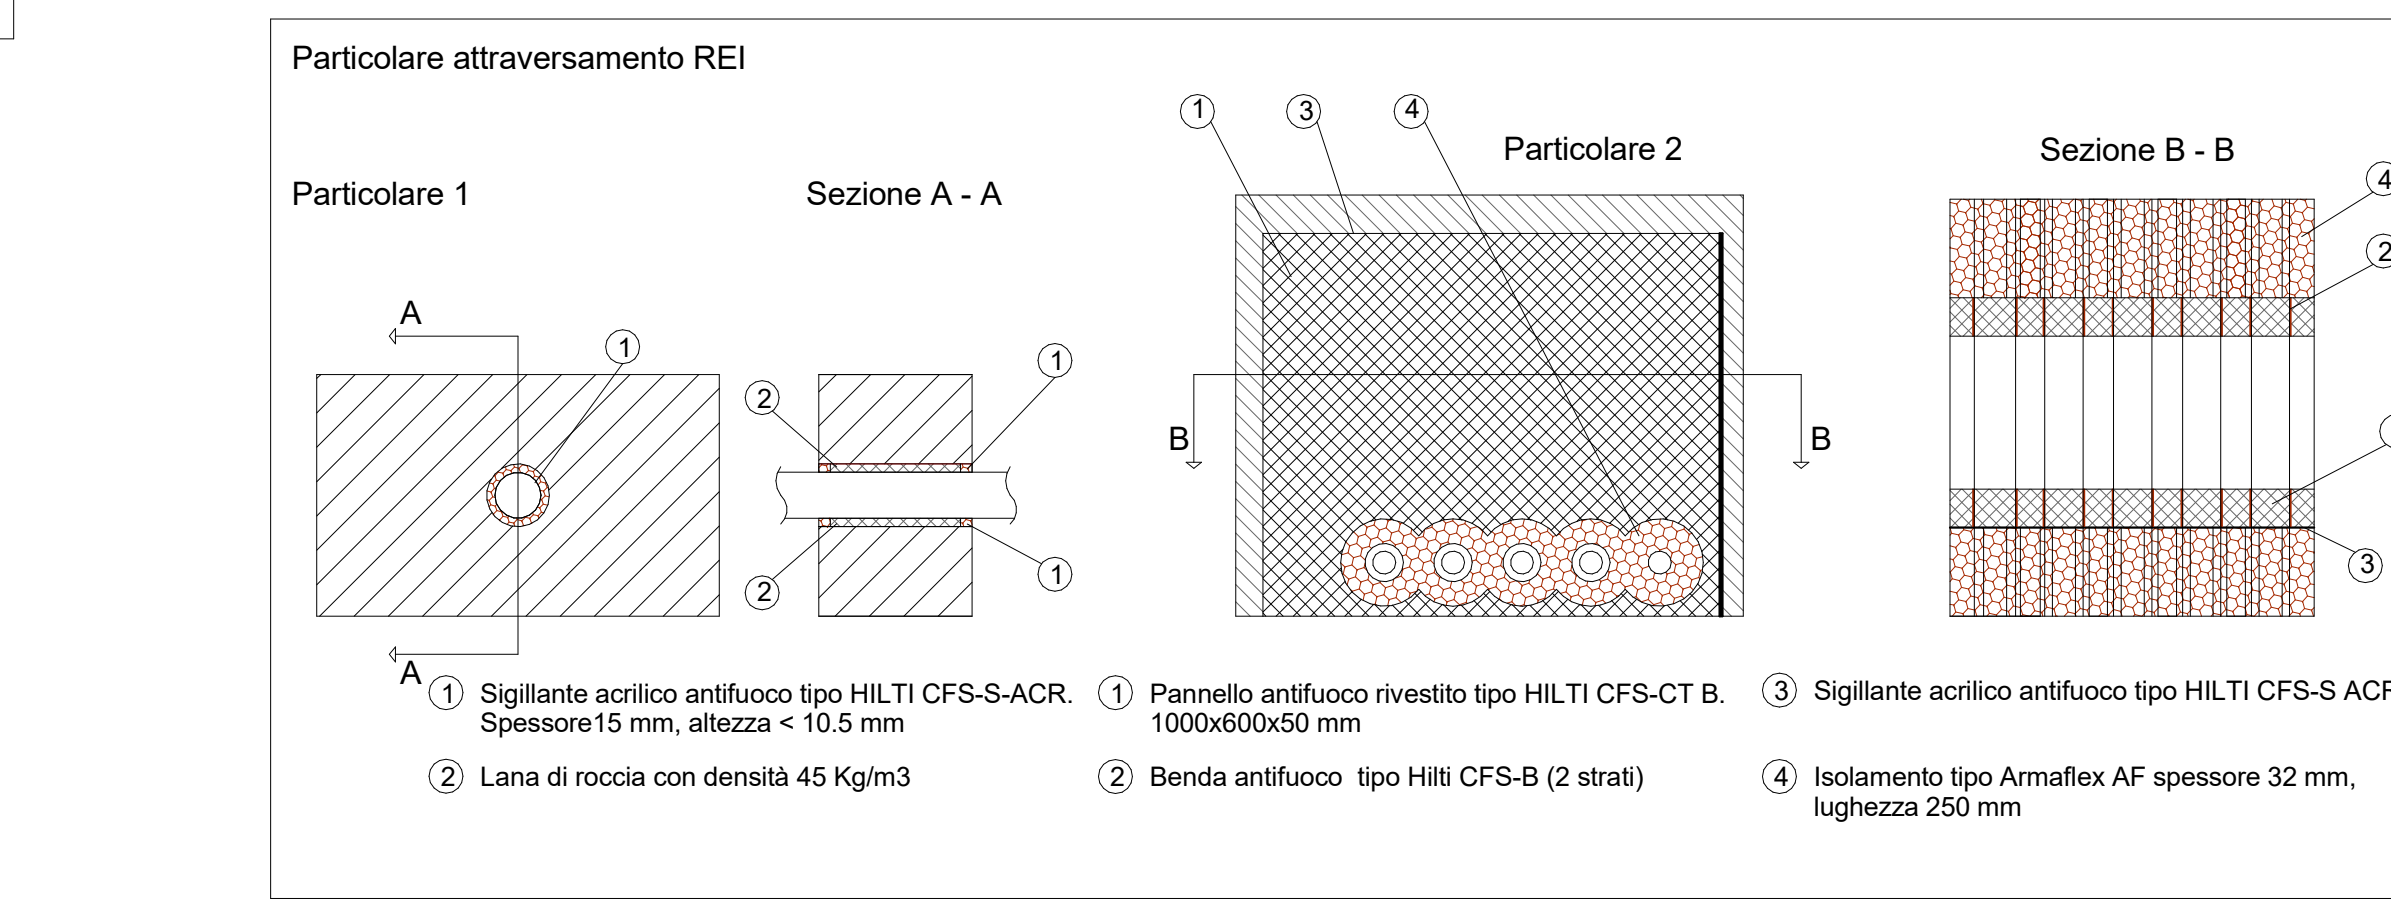 Particolare attraversamento REI
1
3
4
Particolare 2
Sezione B - B
4
Particolare 1
Sezione A - A
2
A
1
1
2
B
B
3
2
1
A
1
Sigillante acrilico antifuoco tipo HILTI CFS-S-ACR.
Spessore15 mm, altezza < 10.5 mm
2
Lana di roccia con densità 45 Kg/m3
1
Pannello antifuoco rivestito tipo HILTI CFS-CT B.
1000x600x50 mm
2
Benda antifuoco  tipo Hilti CFS-B (2 strati)
3
Sigillante acrilico antifuoco tipo HILTI CFS-S ACR
4
Isolamento tipo Armaflex AF spessore 32 mm,
lughezza 250 mm